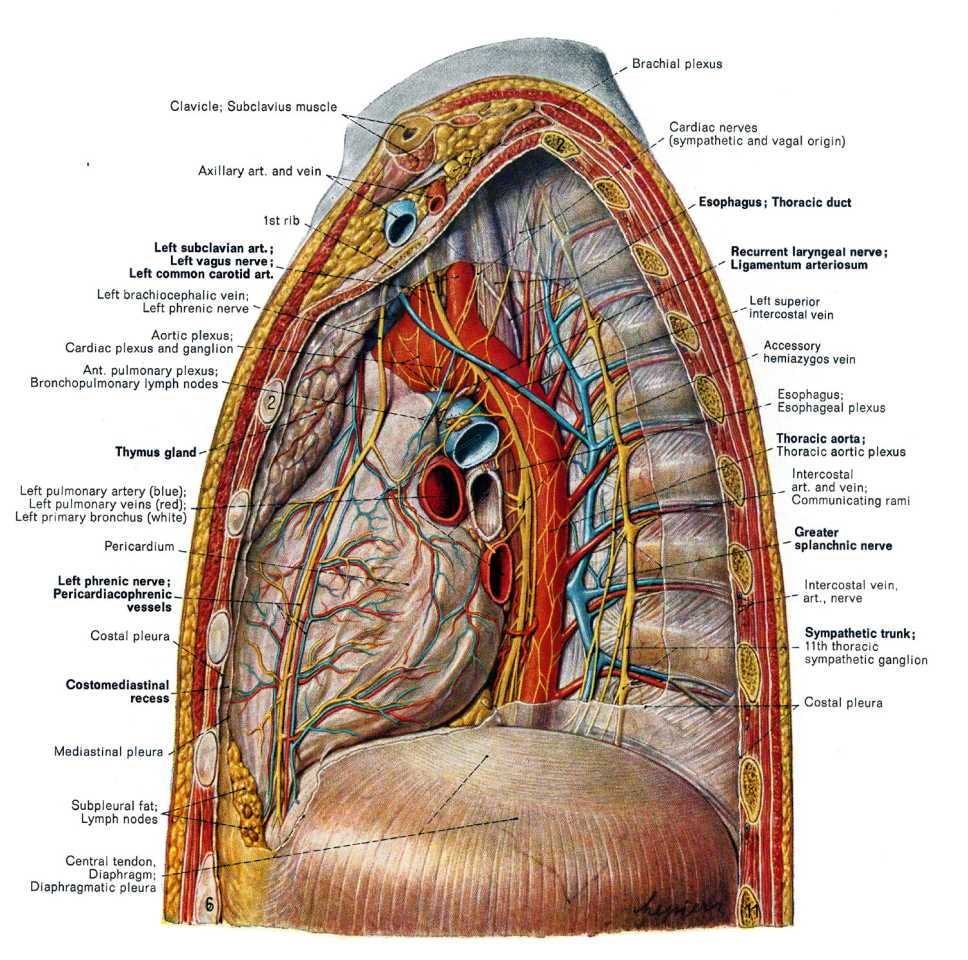 Brachial plexus
Clavicle; Subclavius muscle
Cardiac nerves
(sympathetic and vagal origin)
Axillary art. and vein
Esophagus; Thoracic duct
1st rib
Left subclavian art.;
Left vagus nerve;
Left common carotid art.
Recurrent laryngeal nerve;
Ligamentum arteriosum
Left brachiocephalic vein;
Left phrenic nerve
Left superior
intercostal vein
Aortic plexus;
Cardiac plexus and ganglion
Accessory
hemiazygos vein
Ant. pulmonary plexus;
Bronchopulmonary lymph nodes
Esophagus;
Esophageal plexus
2
Thymus gland
Thoracic aorta;
Thoracic aortic plexus
Left pulmonary artery (blue);
Left pulmonary veins (red);
Left primary bronchus (white)
Intercostal
art. and vein;
Communicating rami
Pericardium
Greater
splanchnic nerve
Left phrenic nerve;
Pericardiacophrenic
vessels
Intercostal vein,
art., nerve
Costal pleura
Sympathetic trunk;
11th thoracic
sympathetic ganglion
Costomediastinal
recess
Costal pleura
Mediastinal pleura
Subpleural fat;
Lymph nodes
Central tendon,
Diaphragm;
Diaphragmatic pleura
6
11